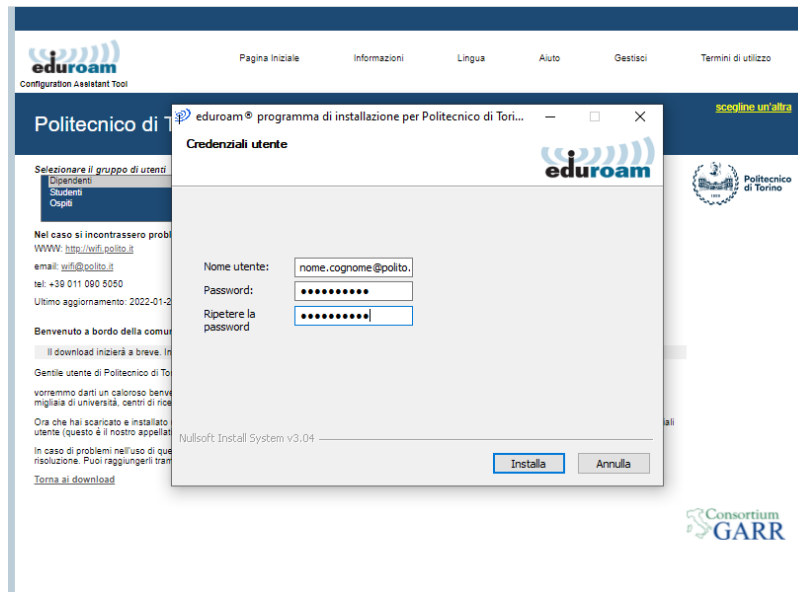 eduroam
Configuration Assistant Tool
Pagina Iniziale
Informazioni
Lingua
Aiuto
Gestisci
Termini di utilizzo
Politecnico di T
scegline un'altra
Selezionare il gruppo di utenti
Dipendenti
Studenti
Ospiti
Politecnico
di Torino
Nel caso si incontrassero probl
WWW: http://wifi.polito.it
email: wifi@polito.it
tel: +39 011 090 5050
Ultimo aggiornamento: 2022-01-2
Benvenuto a bordo della comur
Il download inizierà a breve. In
Gentile utente di Politecnico di To
vorremmo darti un caloroso benve
migliaia di università, centri di rice
Ora che hai scaricato e installato
ali
utente (questo è il nostro appellat
In caso di problemi nell'uso di que
risoluzione. Puoi raggiungerli tram
Torna ai download
eduroam® programma di installazione per Politecnico di Tori...
Credenziali utente
eduroam
Nome utente: nome.cognome@polito.
Password: ●●●●●●●●●●
Ripetere la
password ●●●●●●●●●●
Nullsoft Install System v3.04
Installa
Annulla
Consortium
GARR